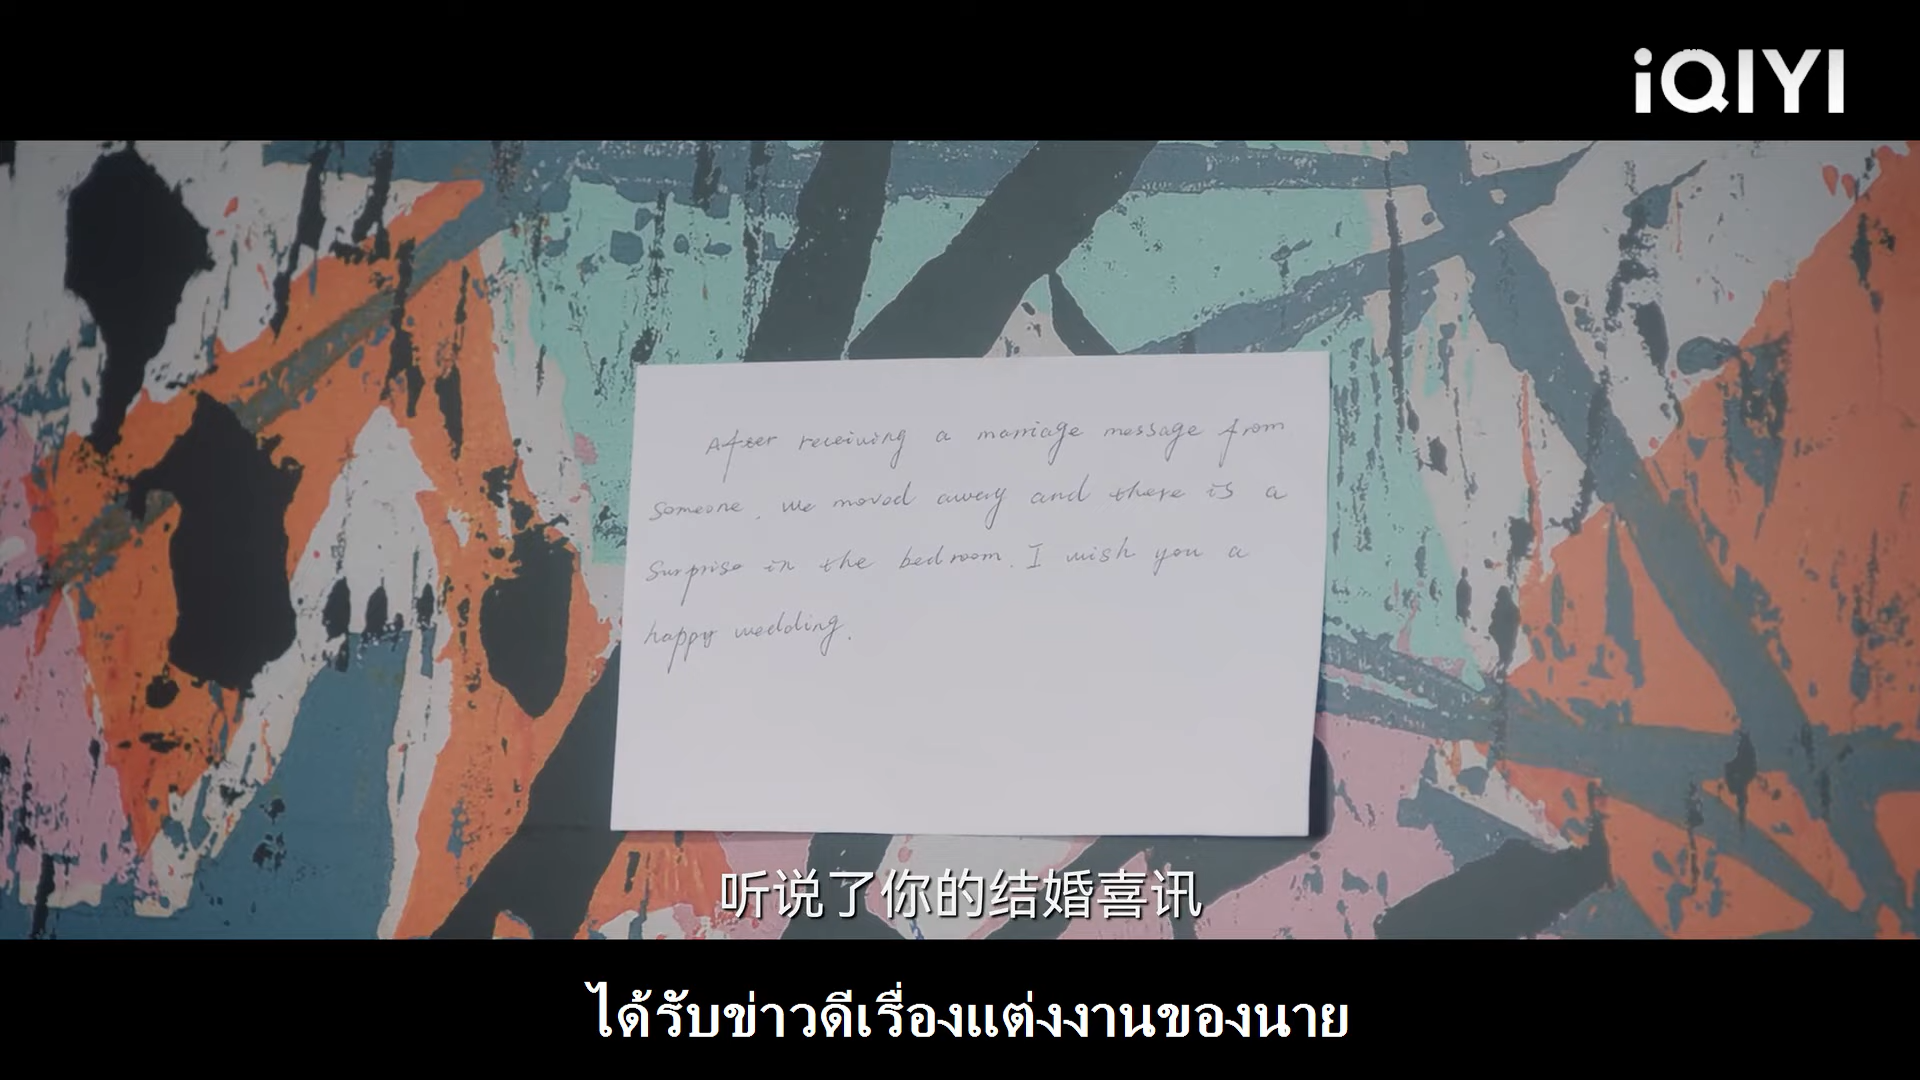 iQIYI
After receiving a marriage message from
someone, we moved away and there is a
surprise in the bedroom. I wish you a
happy wedding.
听说了你的结婚喜讯
ได้รับข่าวดีเรื่องแต่งงานของนาย